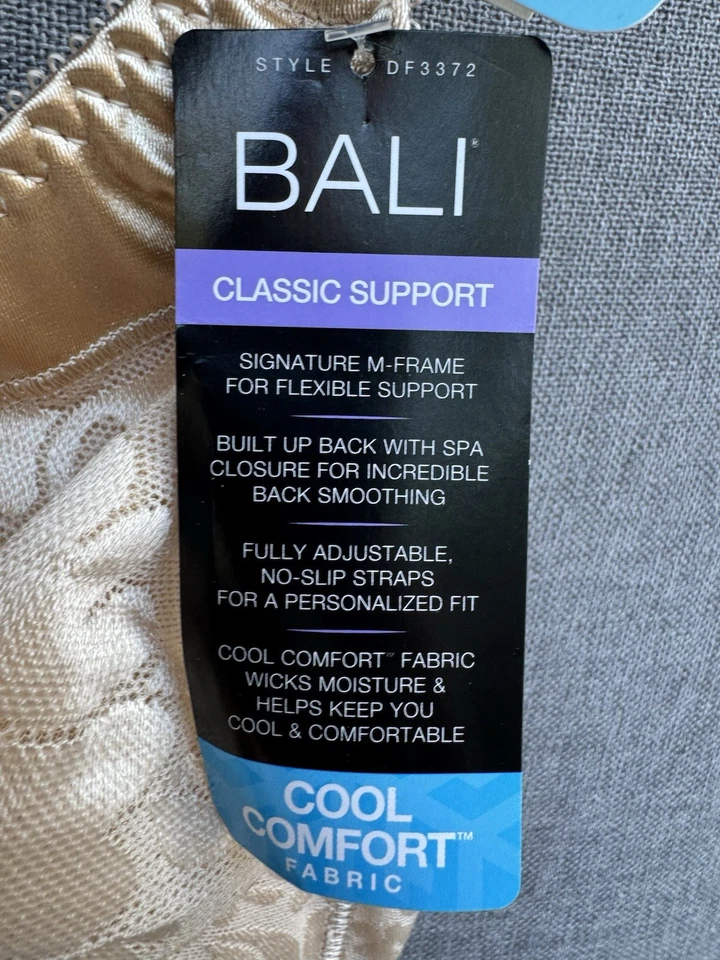 STYLE DF3372
BALI®
CLASSIC SUPPORT
SIGNATURE M-FRAME
FOR FLEXIBLE SUPPORT
BUILT UP BACK WITH SPA
CLOSURE FOR INCREDIBLE
BACK SMOOTHING
FULLY ADJUSTABLE,
NO-SLIP STRAPS
FOR A PERSONALIZED FIT
COOL COMFORT™ FABRIC
WICKS MOISTURE &
HELPS KEEP YOU
COOL & COMFORTABLE
COOL
COMFORT™
FABRIC